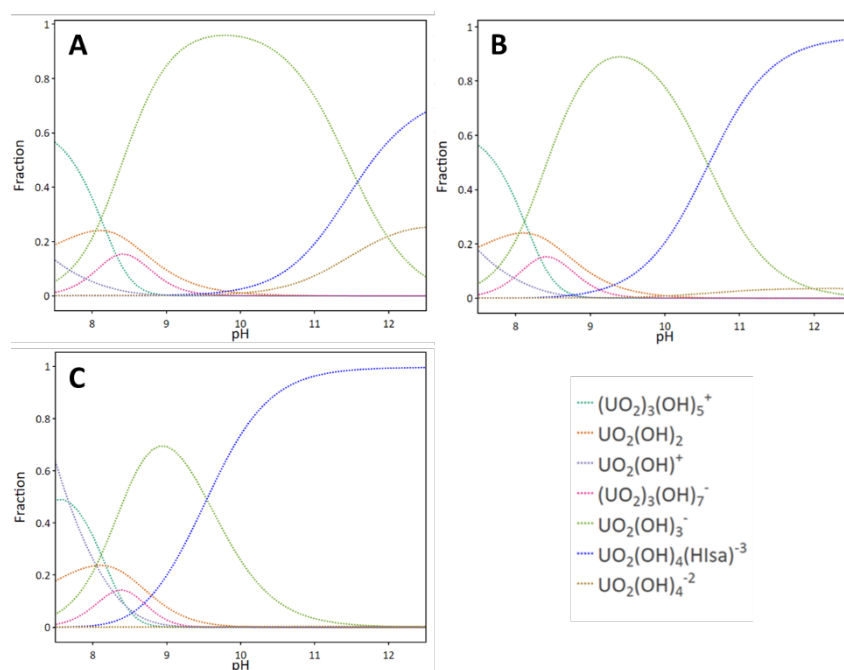 A
1
0.8
0.6
0.4
0.2
0
Fraction
8
9
10
11
12
pH
B
1
0.8
0.6
0.4
0.2
0
Fraction
8
9
10
11
12
pH
C
1
0.8
0.6
0.4
0.2
0
Fraction
8
9
10
11
12
pH
(UO₂)₃(OH)₅⁺
UO₂(OH)₂
UO₂(OH)⁺
(UO₂)₃(OH)₇⁻
UO₂(OH)₃⁻
UO₂(OH)₄(HIsa)⁻³
UO₂(OH)₄⁻²